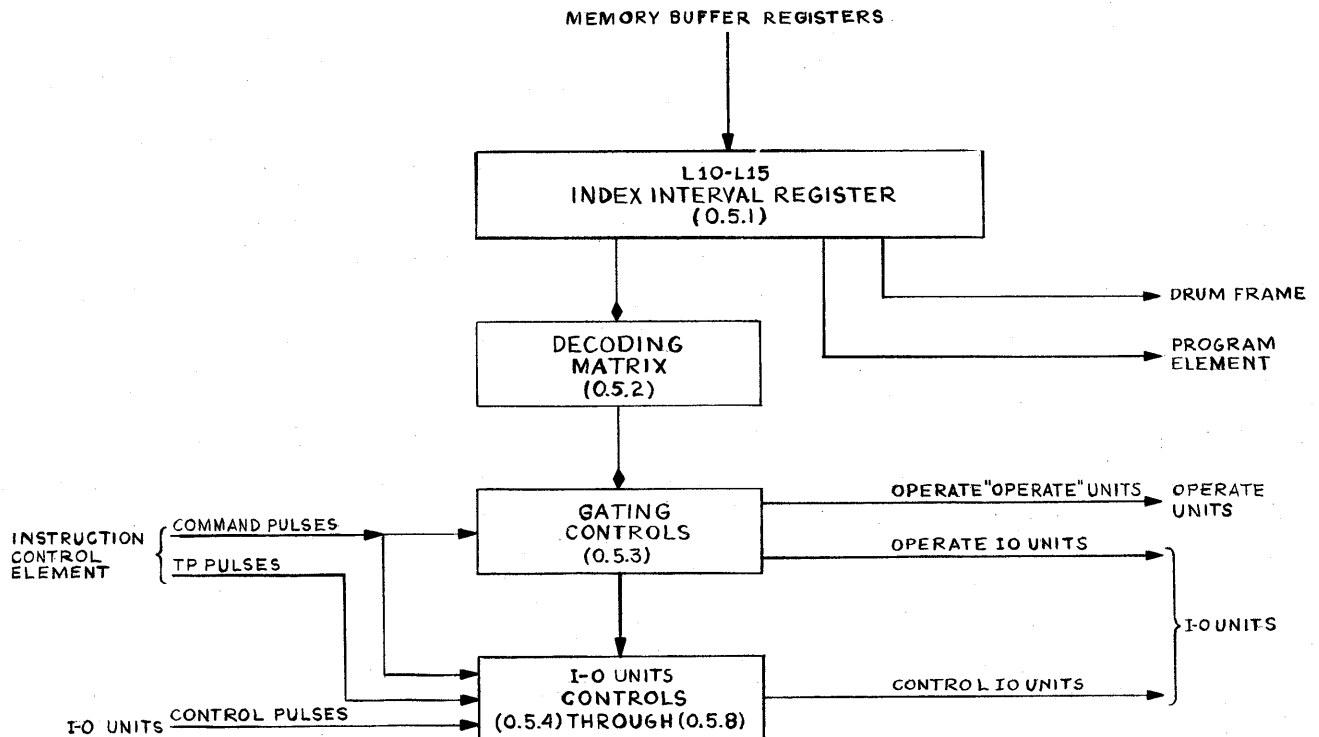 MEMORY BUFFER REGISTERS
L10-L15
INDEX INTERVAL REGISTER
(0.5.1)
DRUM FRAME
DECODING
MATRIX
(0.5.2)
PROGRAM
ELEMENT
GATING
CONTROLS
(0.5.3)
OPERATE "OPERATE" UNITS
OPERATE
UNITS
OPERATE IO UNITS
INSTRUCTION
CONTROL
ELEMENT
COMMAND PULSES
TP PULSES
I-O UNITS
I-O UNITS
CONTROLS
(0.5.4) THROUGH (0.5.8)
CONTROL IO UNITS
I-O UNITS
CONTROL PULSES